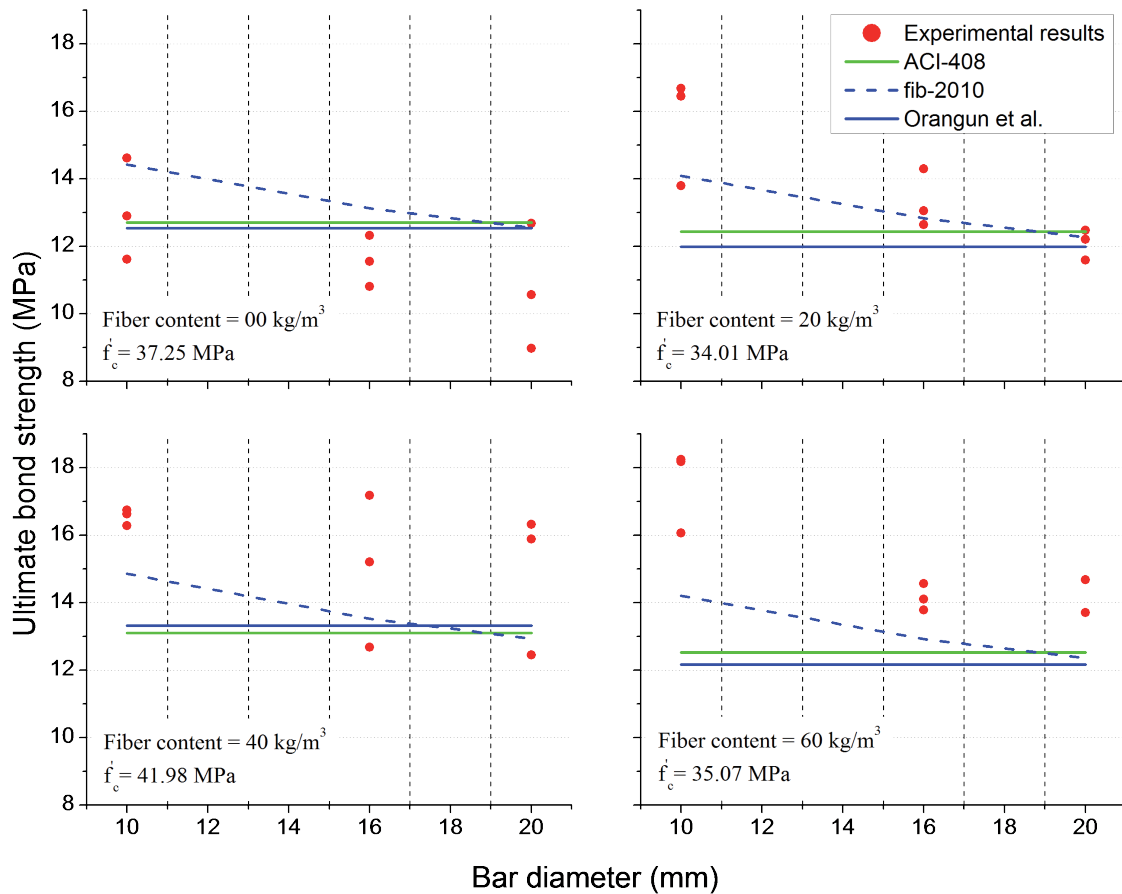 Experimental results
ACI-408
fib-2010
Orangun et al.
18
16
14
12
10
8
Fiber content = 00 kg/m³
f'c = 37.25 MPa
Fiber content = 20 kg/m³
f'c = 34.01 MPa
Ultimate bond strength (MPa)
18
16
14
12
10
8
Fiber content = 40 kg/m³
f'c = 41.98 MPa
Fiber content = 60 kg/m³
f'c = 35.07 MPa
10 12 14 16 18 20
10 12 14 16 18 20
Bar diameter (mm)